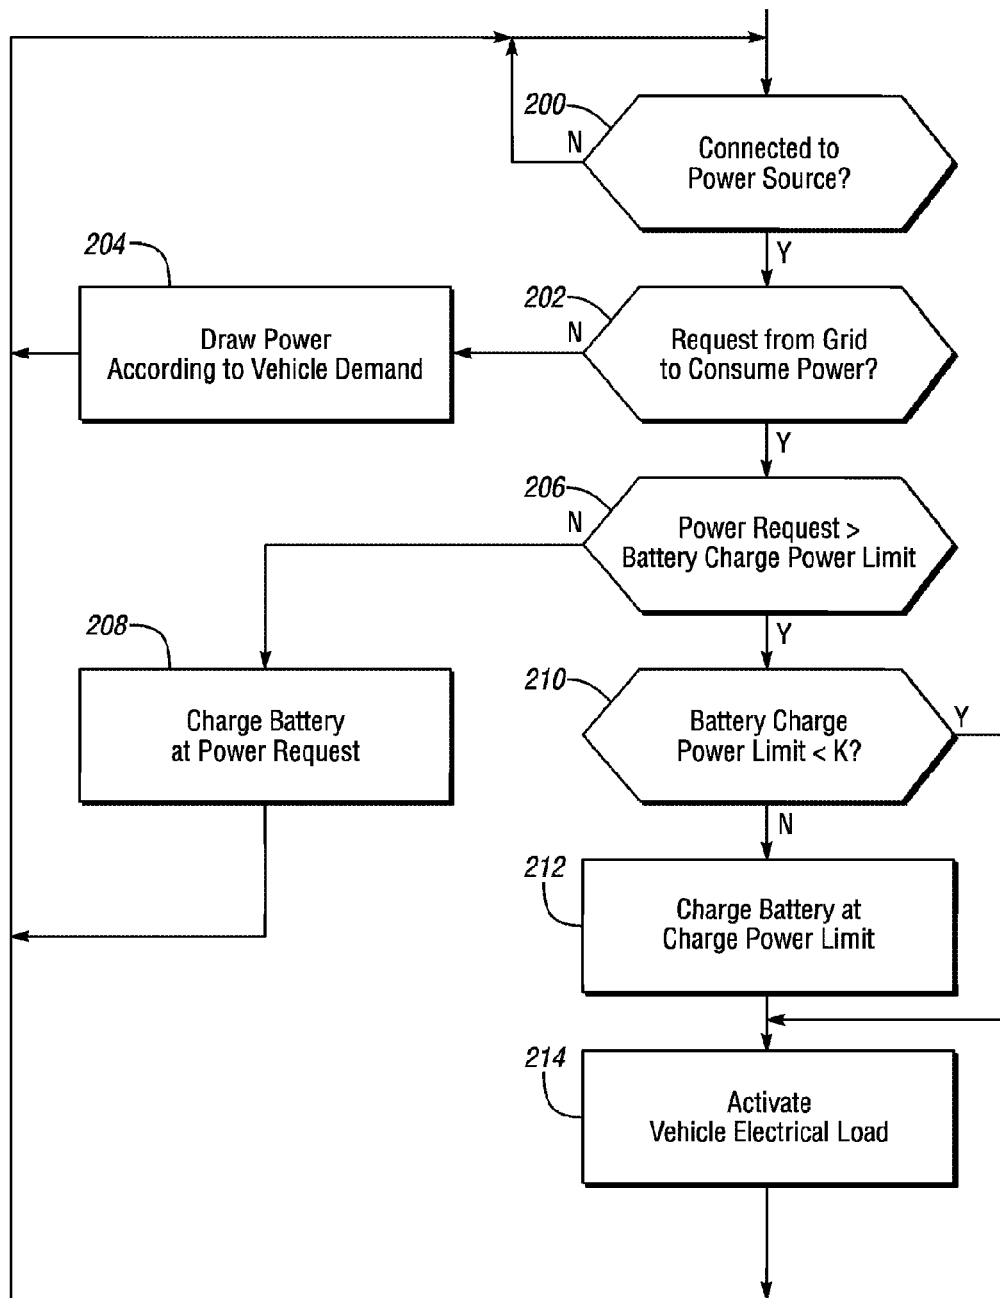 200
N
Connected to
Power Source?
Y
204
Draw Power
According to Vehicle Demand
202
N
Request from Grid
to Consume Power?
Y
206
N
Power Request >
Battery Charge Power Limit
Y
208
Charge Battery
at Power Request
210
Battery Charge
Power Limit < K?
Y
N
212
Charge Battery at
Charge Power Limit
214
Activate
Vehicle Electrical Load